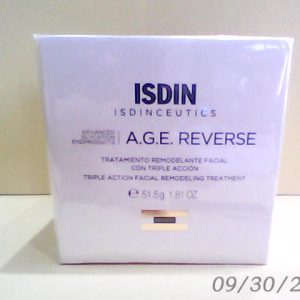 ISDIN
ISDINCEUTICS
ADVANCED
GLYCATION
ENDPRODUCTS
A.G.E. REVERSE
TRATAMIENTO REMODELANTE FACIAL
CON TRIPLE ACCIÓN
TRIPLE ACTION FACIAL REMODELING TREATMENT
℮ 51.5g 1.81 OZ
09/30/2